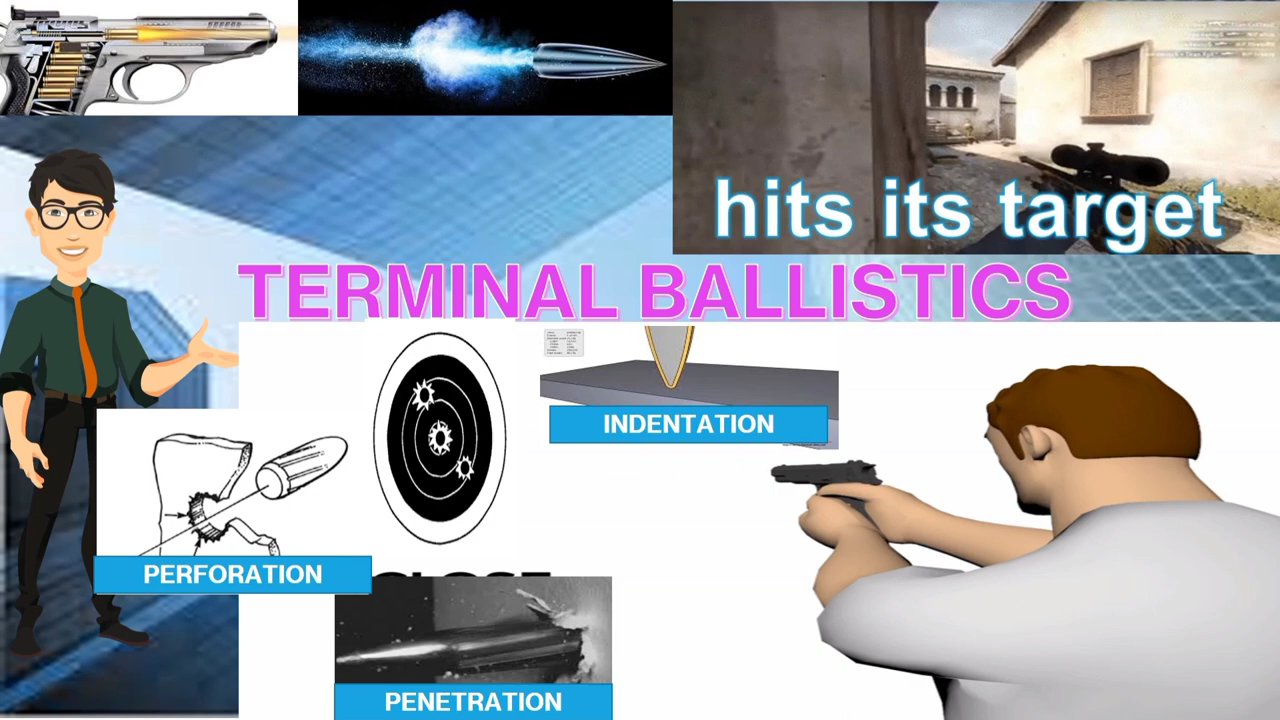 hits its target
TERMINAL BALLISTICS
INDENTATION
PERFORATION
PENETRATION